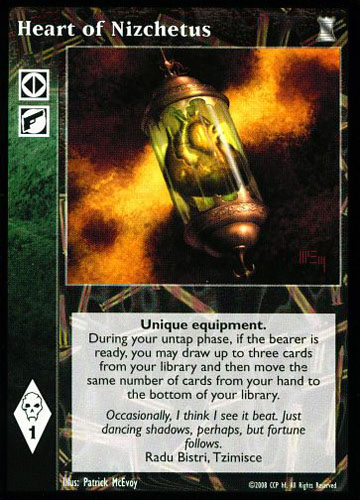 Heart of Nizchetus
Unique equipment.
During your untap phase, if the bearer is
ready, you may draw up to three cards
from your library and then move the
same number of cards from your hand to
the bottom of your library.
Occasionally, I think I see it beat. Just
dancing shadows, perhaps, but fortune
follows.
Radu Bistri, Tzimisce
1
Illus: Patrick McEvoy
©2008 CCP hf. All Rights Reserved